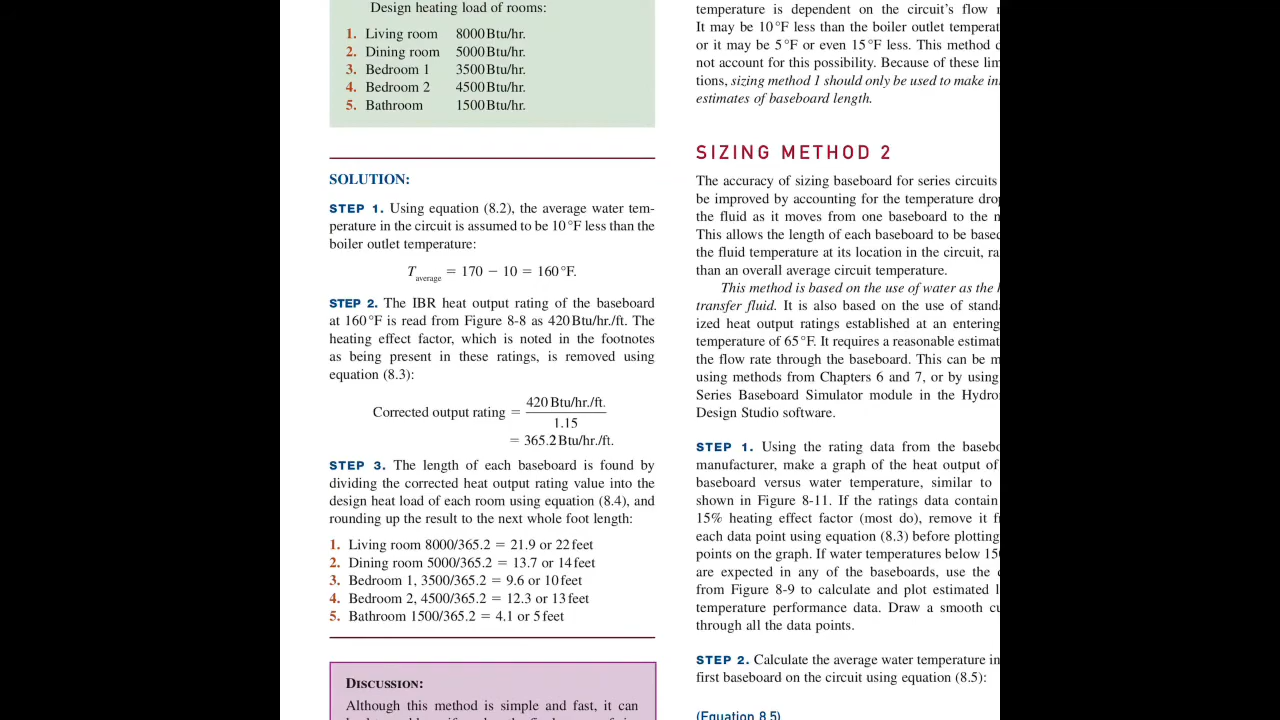 Design heating load of rooms:
1. Living room 8000 Btu/hr.
2. Dining room 5000 Btu/hr.
3. Bedroom 1 3500 Btu/hr.
4. Bedroom 2 4500 Btu/hr.
5. Bathroom 1500 Btu/hr.
SOLUTION:
STEP 1. Using equation (8.2), the average water tem-
perature in the circuit is assumed to be 10 °F less than the
boiler outlet temperature:
Taverage = 170 − 10 = 160 °F.
STEP 2. The IBR heat output rating of the baseboard
at 160 °F is read from Figure 8-8 as 420 Btu/hr./ft. The
heating effect factor, which is noted in the footnotes
as being present in these ratings, is removed using
equation (8.3):
Corrected output rating = 420 Btu/hr./ft.
1.15
= 365.2 Btu/hr./ft.
STEP 3. The length of each baseboard is found by
dividing the corrected heat output rating value into the
design heat load of each room using equation (8.4), and
rounding up the result to the next whole foot length:
1. Living room 8000/365.2 = 21.9 or 22 feet
2. Dining room 5000/365.2 = 13.7 or 14 feet
3. Bedroom 1, 3500/365.2 = 9.6 or 10 feet
4. Bedroom 2, 4500/365.2 = 12.3 or 13 feet
5. Bathroom 1500/365.2 = 4.1 or 5 feet
DISCUSSION:
Although this method is simple and fast, it can
temperature is dependent on the circuit's flow
It may be 10 °F less than the boiler outlet
or it may be 5 °F or even 15 °F less. This method
not account for this possibility. Because of these
tions, sizing method 1 should only be used to make
estimates of baseboard length.
SIZING METHOD 2
The accuracy of sizing baseboard for series circuits
be improved by accounting for the temperature
the fluid as it moves from one baseboard to the
This allows the length of each baseboard to be
the fluid temperature at its location in the circuit,
than an overall average circuit temperature.
This method is based on the use of water as the
transfer fluid. It is also based on the use of
ized heat output ratings established at an entering
temperature of 65 °F. It requires a reasonable
the flow rate through the baseboard. This can be
using methods from Chapters 6 and 7, or by using
Series Baseboard Simulator module in the
Design Studio software.
STEP 1. Using the rating data from the
manufacturer, make a graph of the heat output of
baseboard versus water temperature, similar to
shown in Figure 8-11. If the ratings data contain
15% heating effect factor (most do), remove it
each data point using equation (8.3) before plotting
points on the graph. If water temperatures below
are expected in any of the baseboards, use the
from Figure 8-9 to calculate and plot estimated
temperature performance data. Draw a smooth
through all the data points.
STEP 2. Calculate the average water temperature in
first baseboard on the circuit using equation (8.5):
(Equation 8.5)